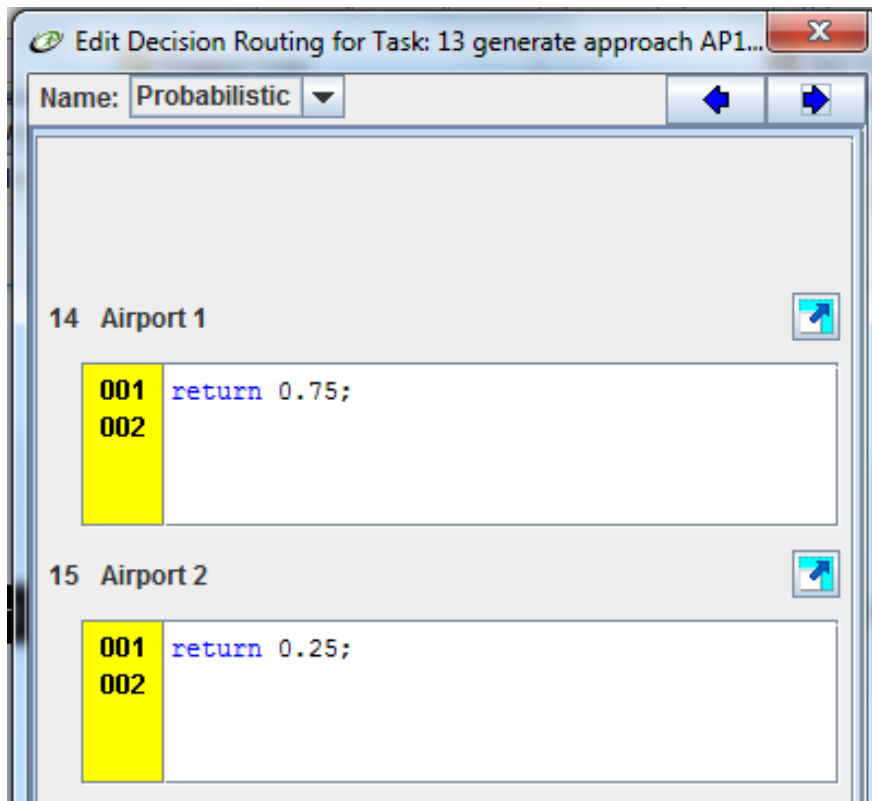 Edit Decision Routing for Task: 13 generate approach AP1...
Name: Probabilistic
14 Airport 1
001 return 0.75;
002
15 Airport 2
001 return 0.25;
002